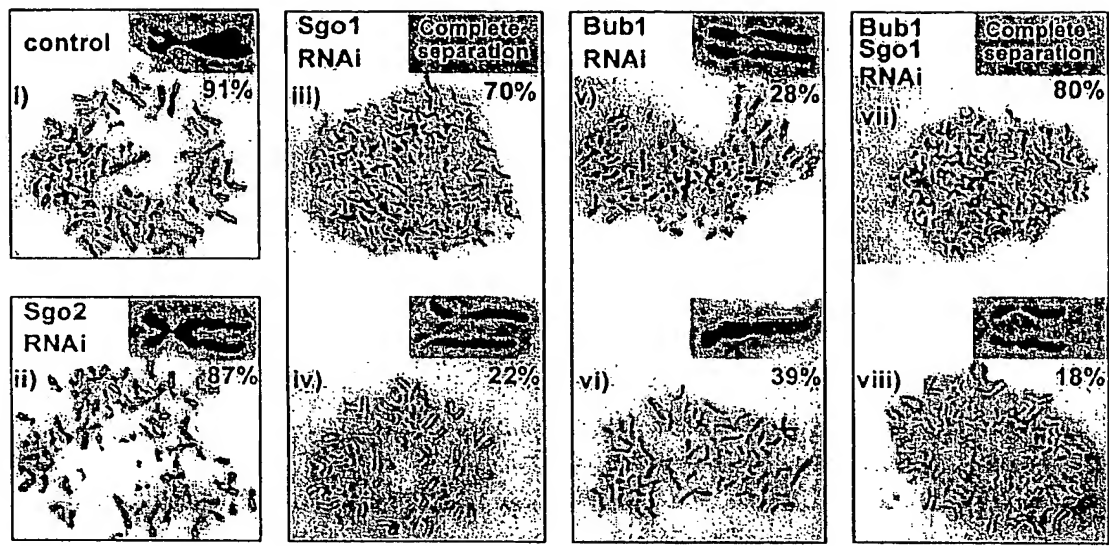 control
91%
i)
Sgo2
RNAi
87%
ii)
Sgo1
RNAi
Complete
separation
70%
iii)
22%
iv)
Bub1
RNAi
28%
v)
39%
vi)
Bub1
Sgo1
RNAi
Complete
separation
80%
vii)
18%
viii)